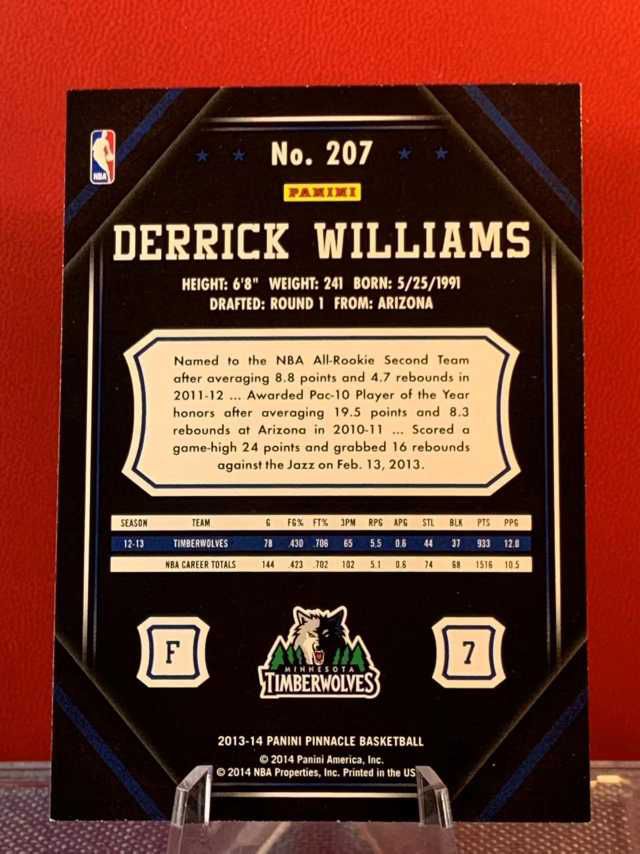 NBA
No. 207
PANINI
DERRICK WILLIAMS
HEIGHT: 6'8" WEIGHT: 241 BORN: 5/25/1991
DRAFTED: ROUND 1 FROM: ARIZONA
Named to the NBA All-Rookie Second Team
after averaging 8.8 points and 4.7 rebounds in
2011-12 ... Awarded Pac-10 Player of the Year
honors after averaging 19.5 points and 8.3
rebounds at Arizona in 2010-11 ... Scored a
game-high 24 points and grabbed 16 rebounds
against the Jazz on Feb. 13, 2013.
SEASON TEAM G FG% FT% 3PM RPG APG STL BLK PTS PPG
12-13 TIMBERWOLVES 78 .430 .706 65 5.5 0.6 44 37 933 12.0
NBA CAREER TOTALS 144 .423 .702 102 5.1 0.6 74 68 1516 10.5
F
MINNESOTA
TIMBERWOLVES
7
2013-14 PANINI PINNACLE BASKETBALL
© 2014 Panini America, Inc.
© 2014 NBA Properties, Inc. Printed in the US